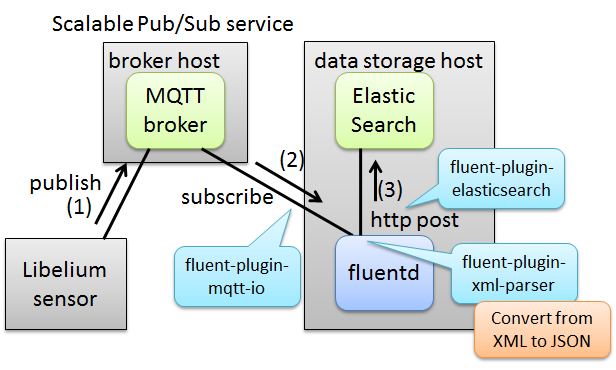 Scalable Pub/Sub service
broker host
MQTT
broker
data storage host
Elastic
Search
publish
(1)
(2)
subscribe
(3)
http post
fluent-plugin-
elasticsearch
Libelium
sensor
fluent-plugin-
mqtt-io
fluentd
fluent-plugin-
xml-parser
Convert from
XML to JSON